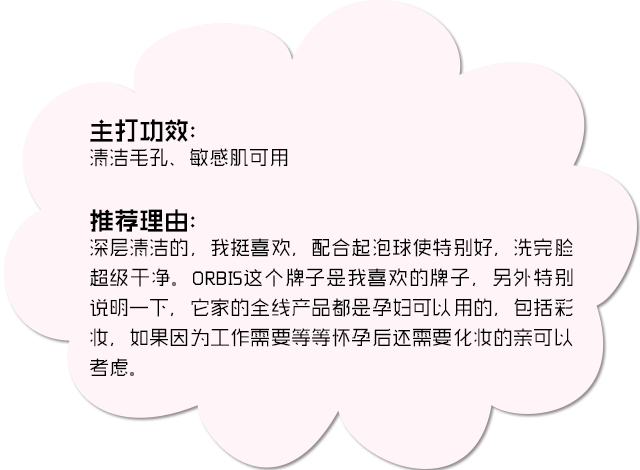 主打功效：
清洁毛孔、敏感肌可用
推荐理由：
深层清洁的，我挺喜欢，配合起泡球使特别好，洗完脸
超级干净。ORBIS这个牌子是我喜欢的牌子，另外特别
说明一下，它家的全线产品都是孕妇可以用的，包括彩
妆，如果因为工作需要等等怀孕后还需要化妆的亲可以
考虑。